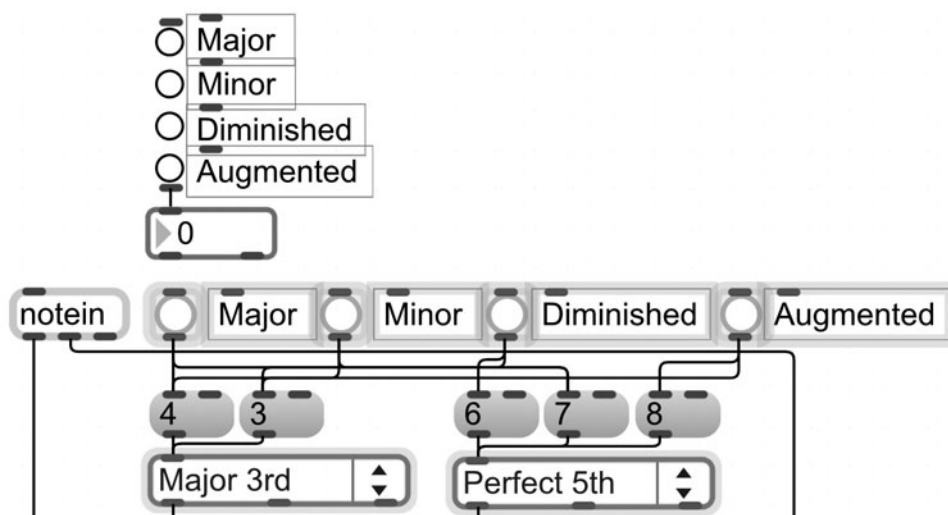 Major
Minor
Diminished
Augmented
0
notein Major Minor Diminished Augmented
4 3 6 7 8
Major 3rd Perfect 5th